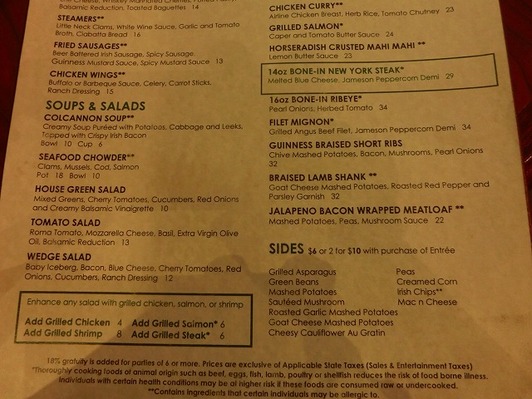 Balsamic Reduction, Toasted Baguettes 14
STEAMERS**
Little Neck Clams, White Wine Sauce, Garlic and Tomato
Broth, Ciabatta Bread 16
FRIED SAUSAGES**
Beer Battered Irish Sausage, Spicy Sausage
Guinness Mustard Sauce, Spicy Mustard Sauce 13
CHICKEN WINGS**
Buffalo or Barbeque Sauce, Celery, Carrot Sticks,
Ranch Dressing 15
SOUPS & SALADS
COLCANNON SOUP**
Creamy Soup Puréed with Potatoes, Cabbage and Leeks,
Topped with Crispy Irish Bacon
Bowl 10 Cup 6
SEAFOOD CHOWDER**
Clams, Mussels, Cod, Salmon
Pot 18 Bowl 10
HOUSE GREEN SALAD
Mixed Greens, Cherry Tomatoes, Cucumbers, Red Onions
and Creamy Balsamic Vinaigrette 10
TOMATO SALAD
Roma Tomato, Mozzarella Cheese, Basil, Extra Virgin Olive
Oil, Balsamic Reduction 13
WEDGE SALAD
Baby Iceberg, Bacon, Blue Cheese, Cherry Tomatoes, Red
Onions, Cucumbers, Ranch Dressing 12
Enhance any salad with grilled chicken, salmon, or shrimp
Add Grilled Chicken 4 Add Grilled Salmon* 6
Add Grilled Shrimp 8 Add Grilled Steak* 6
CHICKEN CURRY**
Airline Chicken Breast, Herb Rice, Tomato Chutney 23
GRILLED SALMON*
Caper and Tomato Butter Sauce 24
HORSERADISH CRUSTED MAHI MAHI **
Lemon Butter Sauce 23
14oz BONE-IN NEW YORK STEAK*
Melted Blue Cheese, Jameson Peppercorn Demi 29
16oz BONE-IN RIBEYE*
Pearl Onions, Herbed Tomato 34
FILET MIGNON*
Grilled Angus Beef Filet, Jameson Peppercorn Demi 34
GUINNESS BRAISED SHORT RIBS
Chive Mashed Potatoes, Bacon, Mushrooms, Pearl Onions
32
BRAISED LAMB SHANK **
Goat Cheese Mashed Potatoes, Roasted Red Pepper and
Parsley Garnish 32
JALAPENO BACON WRAPPED MEATLOAF **
Mashed Potatoes, Peas, Mushroom Sauce 22
SIDES $6 or 2 for $10 with purchase of Entrée
Grilled Asparagus
Green Beans
Mashed Potatoes
Sautéed Mushroom
Roasted Garlic Mashed Potatoes
Goat Cheese Mashed Potatoes
Cheesy Cauliflower Au Gratin
Peas
Creamed Corn
Irish Chips**
Mac n Cheese
18% gratuity is added for parties of 6 or more. Prices are exclusive of Applicable State Taxes (Sales & Entertainment Taxes)
*Thoroughly cooking foods of animal origin such as beef, eggs, fish, lamb, poultry or shellfish reduces the risk of food borne illness.
Individuals with certain health conditions may be at higher risk if these foods are consumed raw or undercooked.
**Contains ingredients that certain individuals may be allergic to.